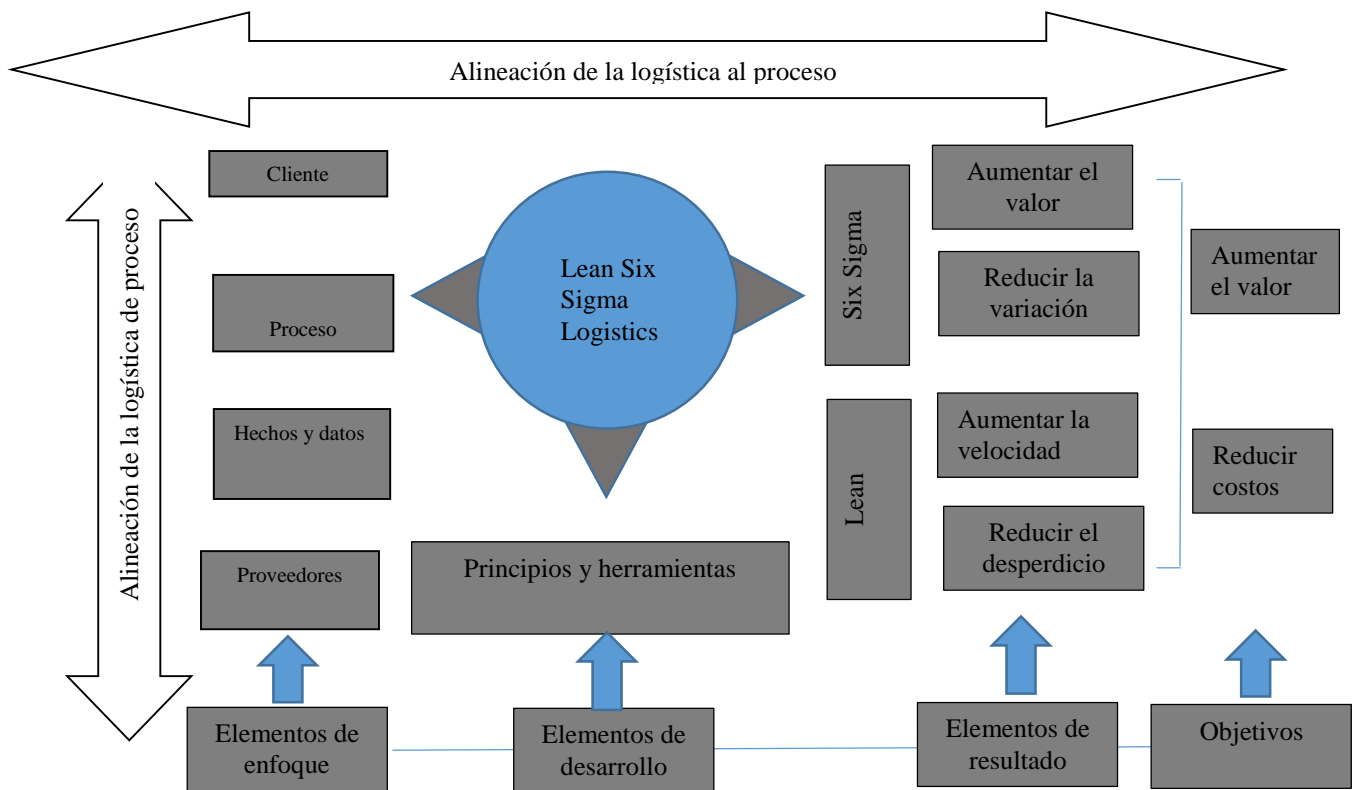 Alineación de la logística al proceso
Alineación de la logística de proceso
Cliente
Proceso
Hechos y datos
Proveedores
Lean Six
Sigma
Logistics
Principios y herramientas
Six Sigma
Lean
Aumentar el
valor
Reducir la
variación
Aumentar la
velocidad
Reducir el
desperdicio
Aumentar
el valor
Reducir
costos
Elementos de
enfoque
Elementos de
desarrollo
Elementos de
resultado
Objetivos